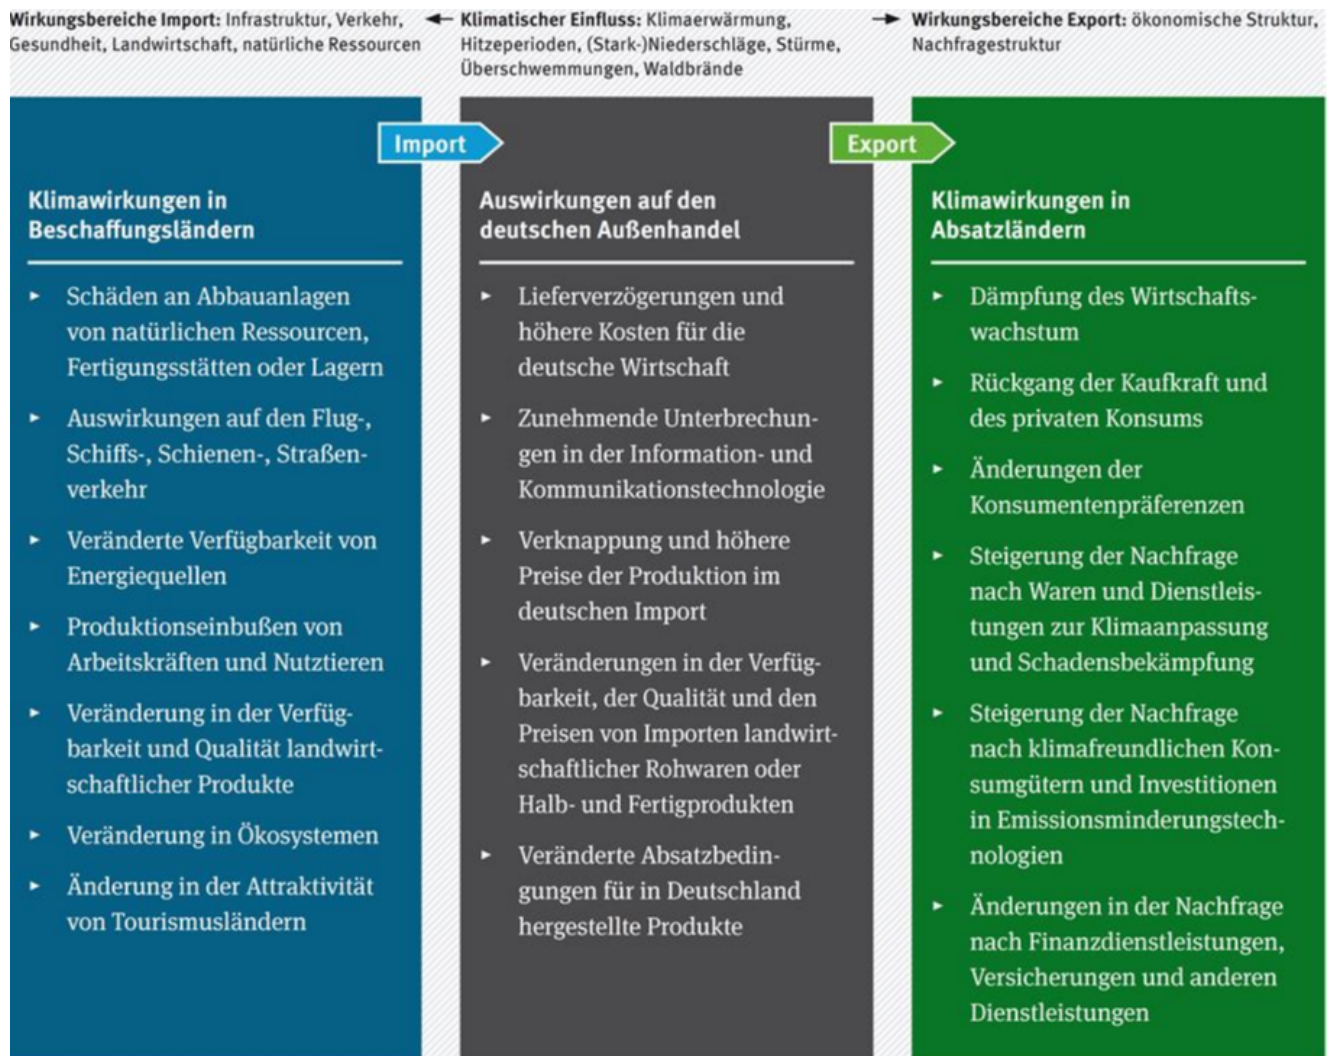 Wirkungsbereiche Import: Infrastruktur, Verkehr,
Gesundheit, Landwirtschaft, natürliche Ressourcen
Klimatischer Einfluss: Klimaerwärmung,
Hitzeperioden, (Stark-)Niederschläge, Stürme,
Überschwemmungen, Waldbrände
Wirkungsbereiche Export: ökonomische Struktur,
Nachfragestruktur
Import
Export
Klimawirkungen in
Beschaffungsländern
► Schäden an Abbauanlagen
von natürlichen Ressourcen,
Fertigungsstätten oder Lagern
► Auswirkungen auf den Flug-,
Schiffs-, Schienen-, Straßen-
verkehr
► Veränderte Verfügbarkeit von
Energiequellen
► Produktionseinbußen von
Arbeitskräften und Nutztieren
► Veränderung in der Verfüg-
barkeit und Qualität landwirt-
schaftlicher Produkte
► Veränderung in Ökosystemen
► Änderung in der Attraktivität
von Tourismusländern
Auswirkungen auf den
deutschen Außenhandel
► Lieferverzögerungen und
höhere Kosten für die
deutsche Wirtschaft
► Zunehmende Unterbrechun-
gen in der Information- und
Kommunikationstechnologie
► Verknappung und höhere
Preise der Produktion im
deutschen Import
► Veränderungen in der Verfüg-
barkeit, der Qualität und den
Preisen von Importen landwirt-
schaftlicher Rohwaren oder
Halb- und Fertigprodukten
► Veränderte Absatzbedin-
gungen für in Deutschland
hergestellte Produkte
Klimawirkungen in
Absatzländern
► Dämpfung des Wirtschafts-
wachstum
► Rückgang der Kaufkraft und
des privaten Konsums
► Änderungen der
Konsumentenpräferenzen
► Steigerung der Nachfrage
nach Waren und Dienstleis-
tungen zur Klimaanpassung
und Schadensbekämpfung
► Steigerung der Nachfrage
nach klimafreundlichen Kon-
sumgütern und Investitionen
in Emissionsminderungstech-
nologien
► Änderungen in der Nachfrage
nach Finanzdienstleistungen,
Versicherungen und anderen
Dienstleistungen